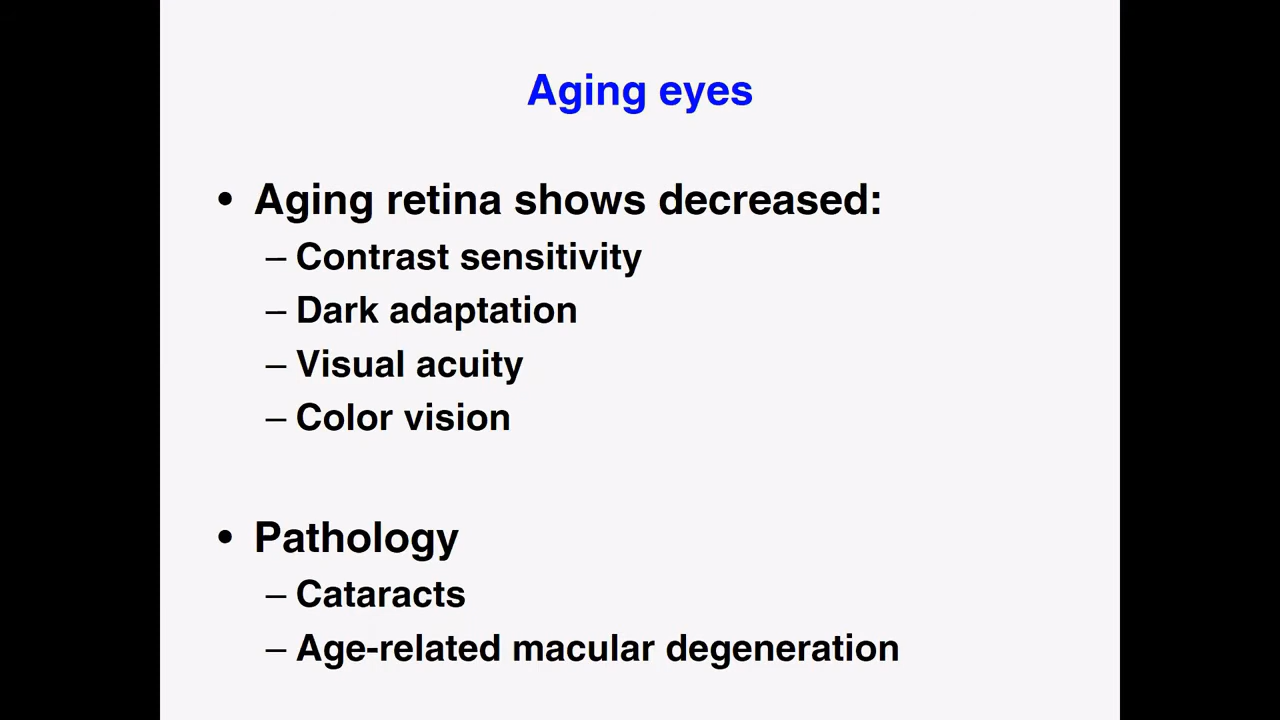 Aging eyes
• Aging retina shows decreased:
– Contrast sensitivity
– Dark adaptation
– Visual acuity
– Color vision
• Pathology
– Cataracts
– Age-related macular degeneration